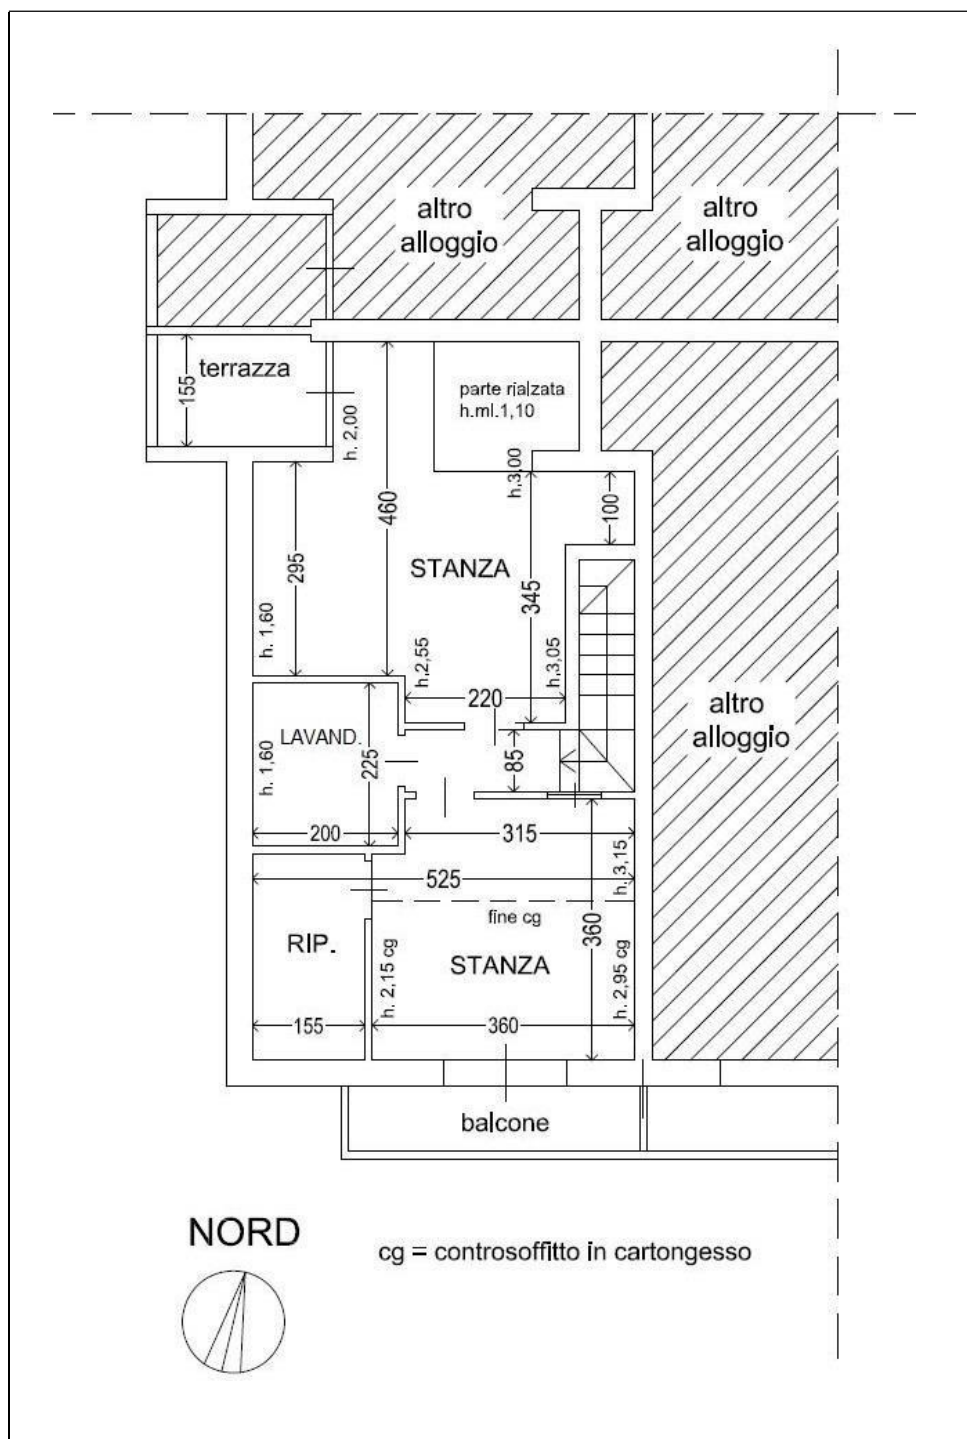 altro
alloggio
altro
alloggio
terrazza
155
h. 2,00
parte rialzata
h.ml.1,10
460
h.3,00
100
295
STANZA
345
h. 1,60
h.2,55
h.3,05
220
altro
alloggio
LAVAND.
h. 1,60
225
85
200
315
h. 3,15
525
fine cg
360
RIP.
STANZA
h. 2,15 cg
h. 2,95 cg
155
360
balcone
NORD
cg = controsoffitto in cartongesso